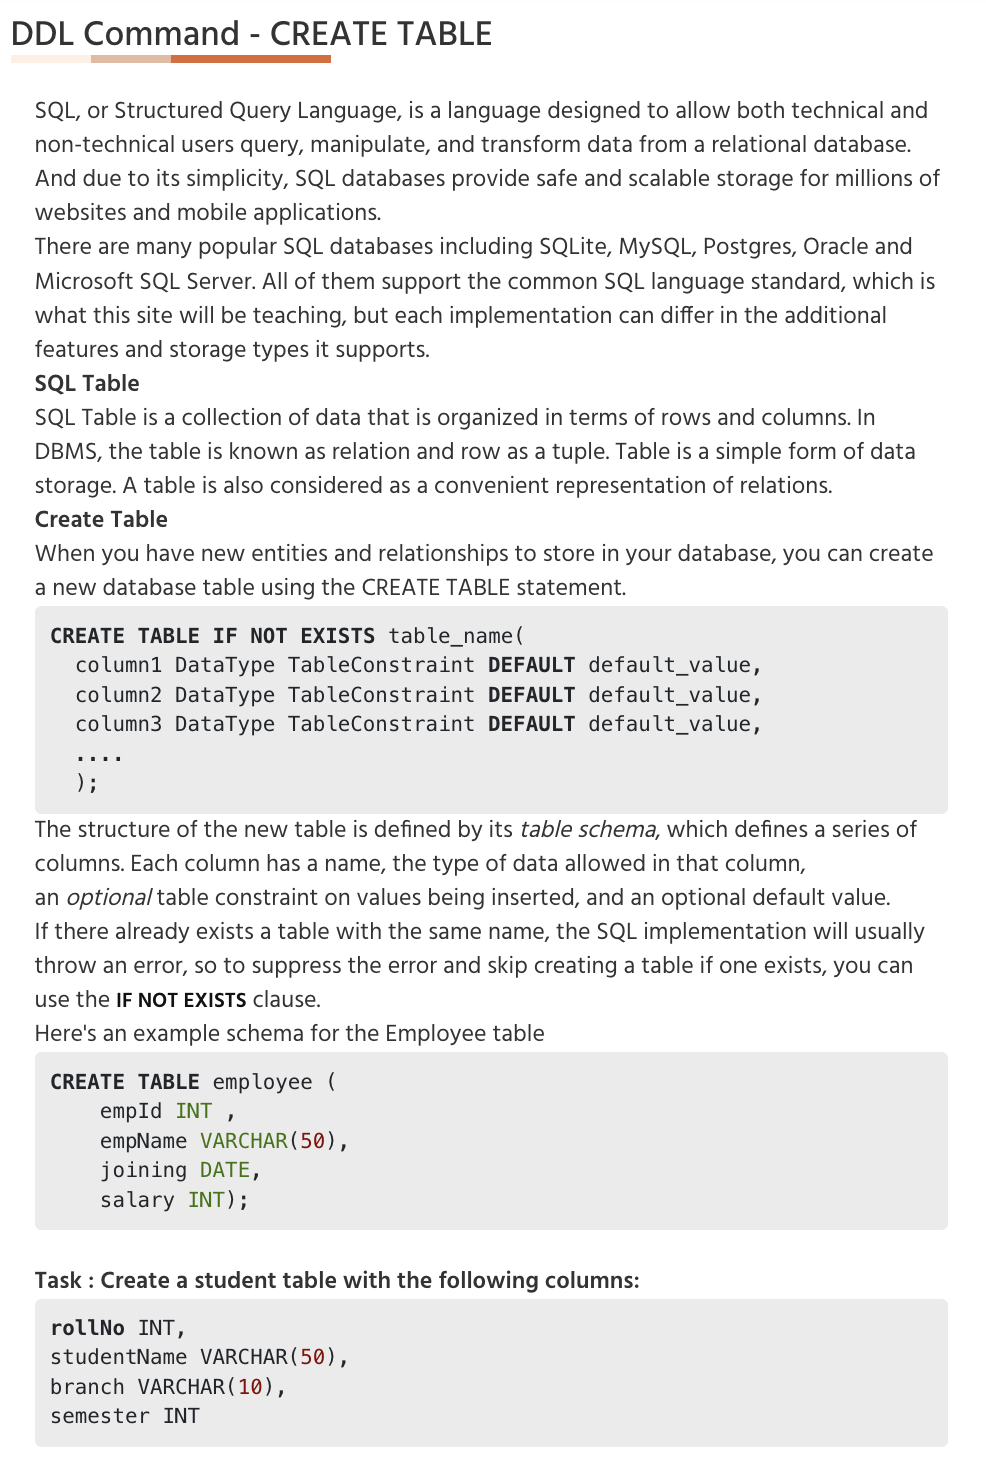 DDL Command - CREATE TABLE
SQL, or Structured Query Language, is a language designed to allow both technical and
non-technical users query, manipulate, and transform data from a relational database.
And due to its simplicity, SQL databases provide safe and scalable storage for millions of
websites and mobile applications.
There are many popular SQL databases including SQLite, MySQL, Postgres, Oracle and
Microsoft SQL Server. All of them support the common SQL language standard, which is
what this site will be teaching, but each implementation can differ in the additional
features and storage types it supports.
SQL Table
SQL Table is a collection of data that is organized in terms of rows and columns. In
DBMS, the table is known as relation and row as a tuple. Table is a simple form of data
storage. A table is also considered as a convenient representation of relations.
Create Table
When you have new entities and relationships to store in your database, you can create
a new database table using the CREATE TABLE statement.
CREATE TABLE IF NOT EXISTS table_name(
  column1 DataType TableConstraint DEFAULT default_value,
  column2 DataType TableConstraint DEFAULT default_value,
  column3 DataType TableConstraint DEFAULT default_value,
  ....
  );
The structure of the new table is defined by its table schema, which defines a series of
columns. Each column has a name, the type of data allowed in that column,
an optional table constraint on values being inserted, and an optional default value.
If there already exists a table with the same name, the SQL implementation will usually
throw an error, so to suppress the error and skip creating a table if one exists, you can
use the IF NOT EXISTS clause.
Here's an example schema for the Employee table
CREATE TABLE employee (
    empId INT ,
    empName VARCHAR(50),
    joining DATE,
    salary INT);
Task : Create a student table with the following columns:
rollNo INT,
studentName VARCHAR(50),
branch VARCHAR(10),
semester INT